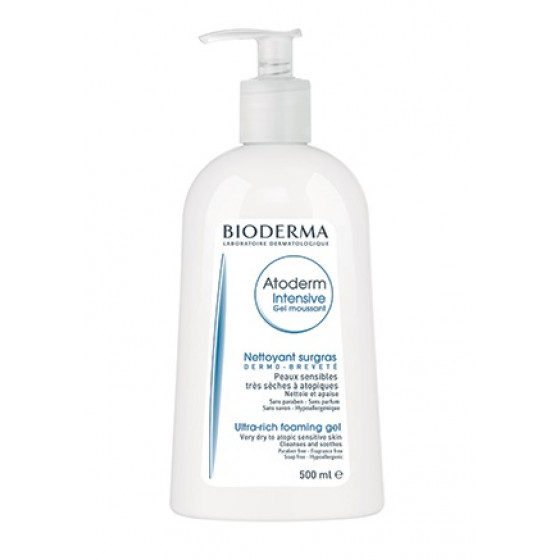 BIODERMA
LABORATOIRE DERMATOLOGIQUE
Atoderm
Intensive
Gel moussant
Nettoyant surgras
DERMO-BREVETÉ
Peaux sensibles
très sèches à atopiques
Nettoie et apaise
Sans paraben - Sans parfum
Sans savon - Hypoallergénique
Ultra-rich foaming gel
Very dry to atopic sensitive skin
Cleanses and soothes
Paraben free - Fragrance free
Soap free - Hypoallergenic
500 ml ℮